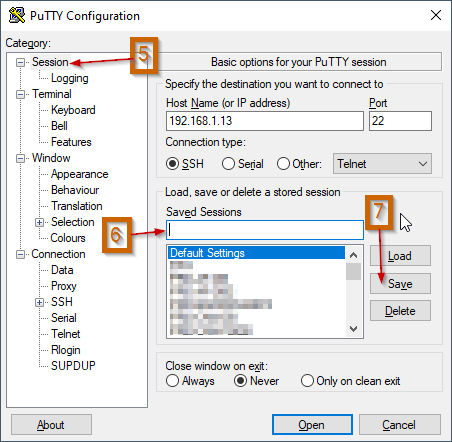 PuTTY Configuration
Category:
Session
Logging
Terminal
Keyboard
Bell
Features
Window
Appearance
Behaviour
Translation
Selection
Colours
Connection
Data
Proxy
SSH
Serial
Telnet
Rlogin
SUPDUP
5
Basic options for your PuTTY session
Specify the destination you want to connect to
Host Name (or IP address) Port
192.168.1.13 22
Connection type:
SSH Serial Other: Telnet
Load, save or delete a stored session
Saved Sessions
6
7
Default Settings
Load
Save
Delete
Close window on exit:
Always Never Only on clean exit
About Open Cancel